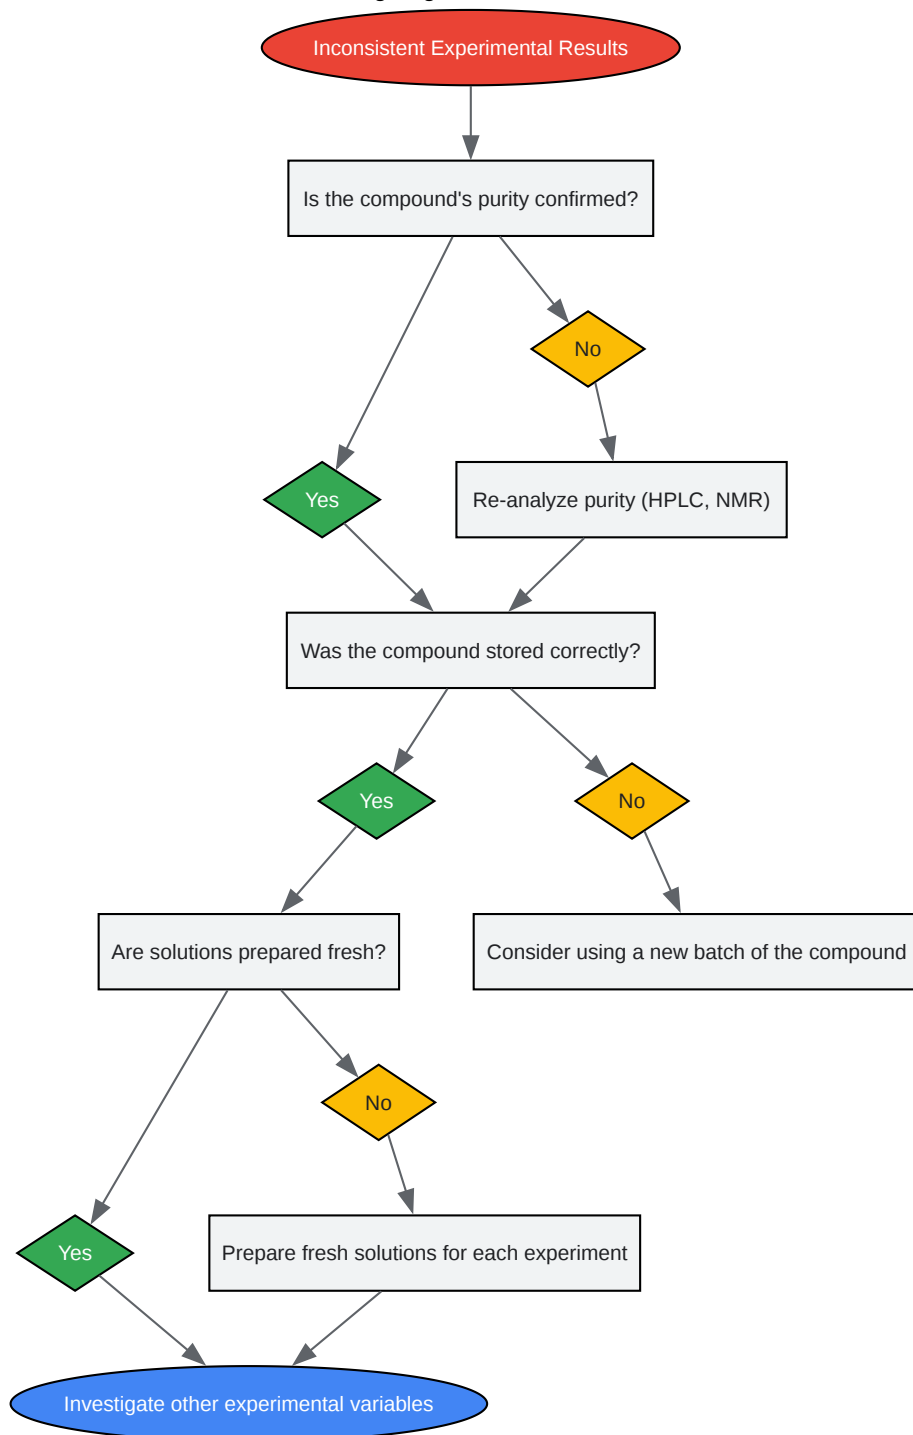 Inconsistent Experimental Results
Is the compound's purity confirmed?
No
Yes
Re-analyze purity (HPLC, NMR)
Was the compound stored correctly?
Yes
No
Are solutions prepared fresh?
Consider using a new batch of the compound
No
Yes
Prepare fresh solutions for each experiment
Investigate other experimental variables